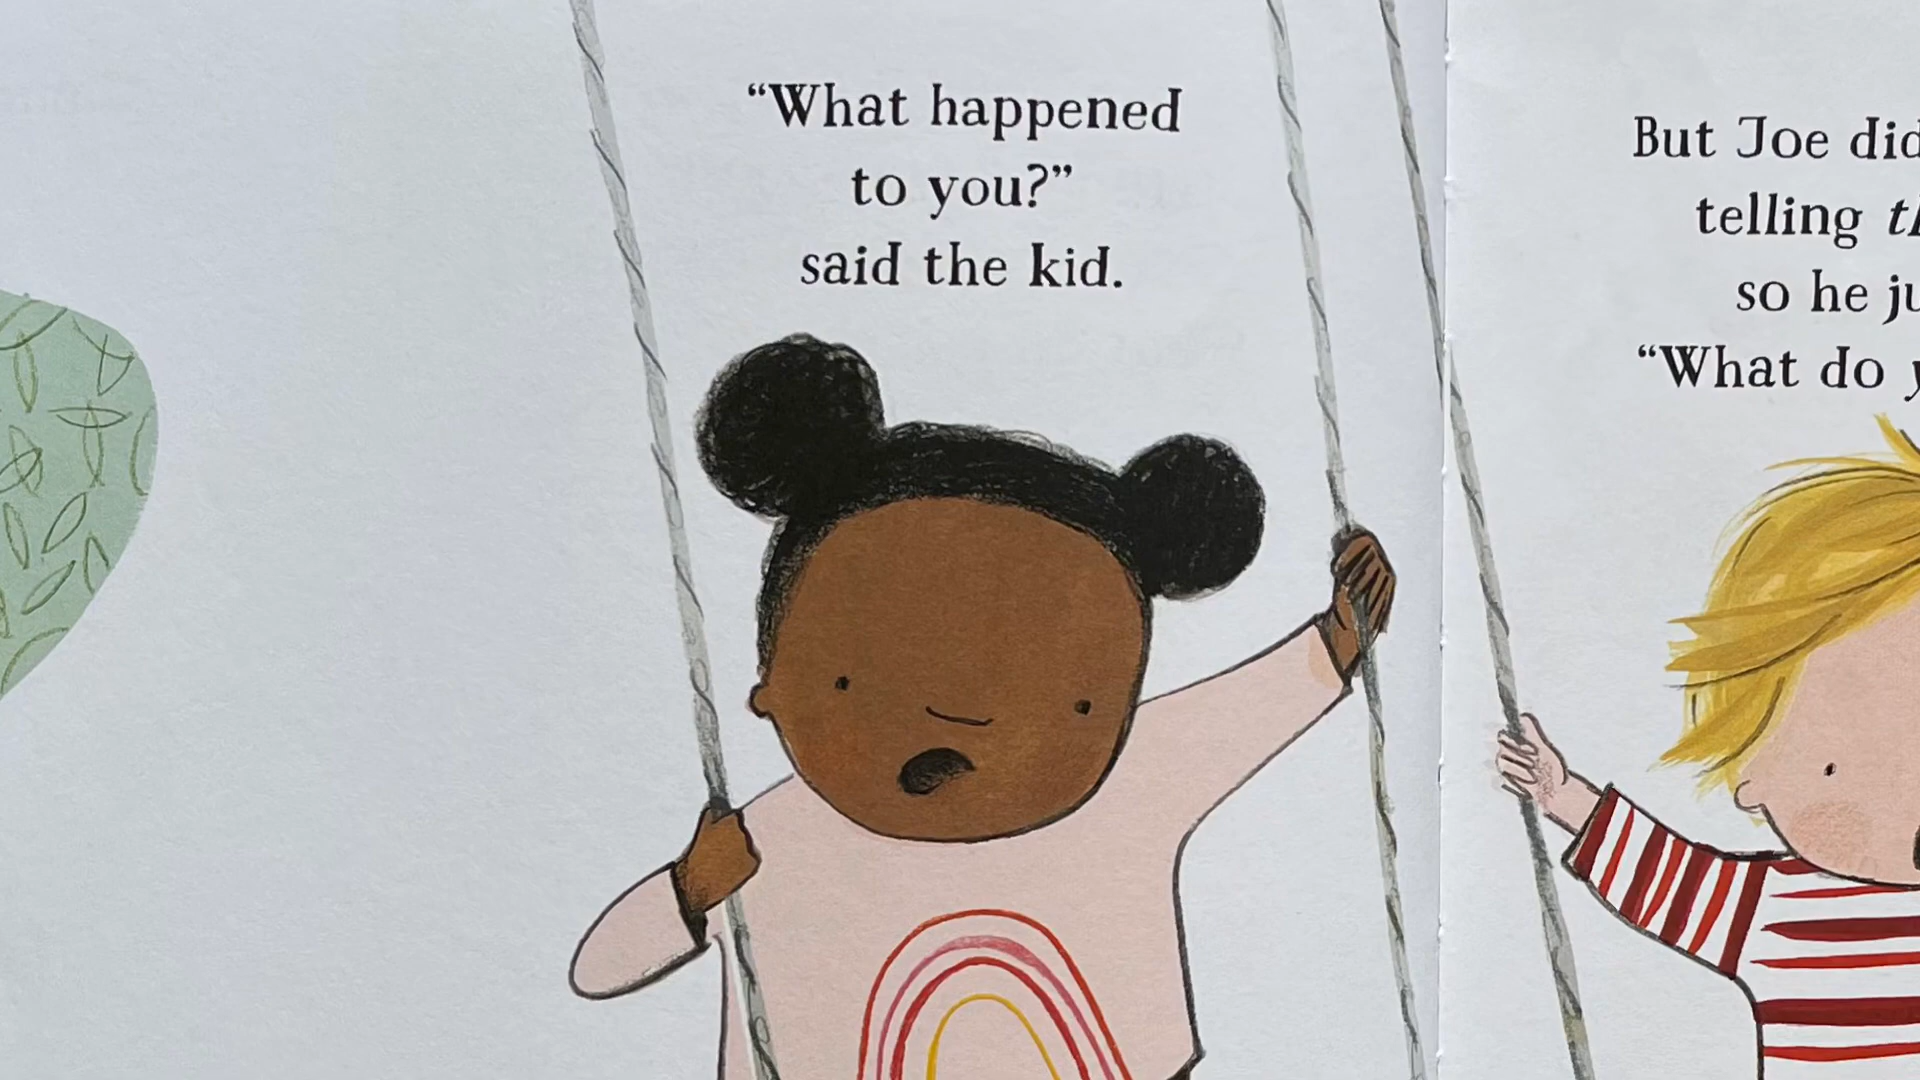 “What happened
to you?”
said the kid.
But Joe did
telling
so he
“What do